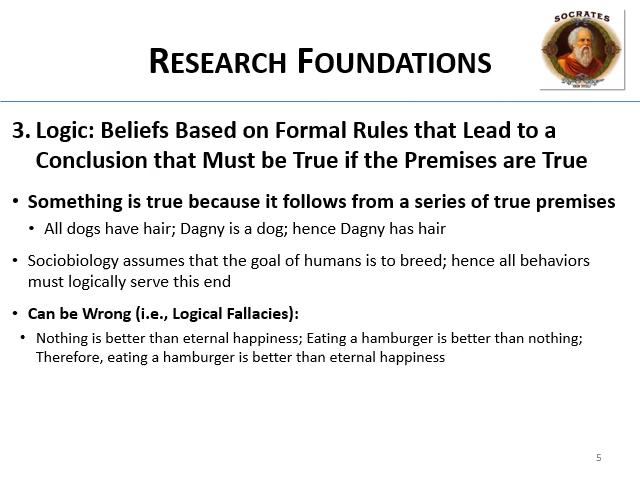 SOCRATES
RESEARCH FOUNDATIONS
3. Logic: Beliefs Based on Formal Rules that Lead to a
Conclusion that Must be True if the Premises are True
• Something is true because it follows from a series of true premises
• All dogs have hair; Dagny is a dog; hence Dagny has hair
• Sociobiology assumes that the goal of humans is to breed; hence all behaviors
must logically serve this end
• Can be Wrong (i.e., Logical Fallacies):
• Nothing is better than eternal happiness; Eating a hamburger is better than nothing;
Therefore, eating a hamburger is better than eternal happiness
5